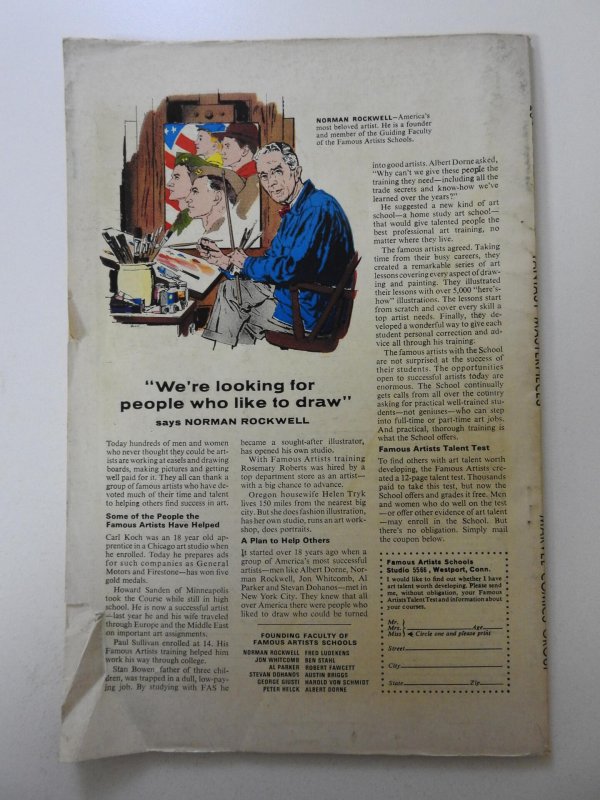 NORMAN ROCKWELL—America's
most beloved artist. He is a founder
and member of the Guiding Faculty
of the Famous Artists Schools.
"We're looking for
people who like to draw"
says NORMAN ROCKWELL
Today hundreds of men and women
who never thought they could be art-
ists are working at easels and drawing
boards, making pictures and getting
well paid for it. They all can thank a
group of famous artists who have de-
voted much of their time and talent
to helping others find success in art.
Some of the People the
Famous Artists Have Helped
Carl Koch was an 18 year old ap-
prentice in a Chicago art studio when
he enrolled. Today he prepares ads
for such companies as General
Motors and Firestone—has won five
gold medals.
Howard Sanden of Minneapolis
took the Course while still in high
school. He is now a successful artist
—last year he and his wife traveled
through Europe and the Middle East
on important art assignments.
Paul Sullivan enrolled at 14. His
Famous Artists training helped him
work his way through college.
Stan Bowen, father of three chil-
dren, was trapped in a dull, low-pay-
ing job. By studying with FAS he
became a sought-after illustrator,
has opened his own studio.
With Famous Artists training
Rosemary Roberts was hired by a
top department store as an artist—
with a big chance to advance.
Oregon housewife Helen Tryk
lives 150 miles from the nearest big
city. But she does fashion illustration,
has her own studio, runs an art work-
shop, does portraits.
A Plan to Help Others
It started over 18 years ago when a
group of America's most successful
artists—men like Albert Dorne, Nor-
man Rockwell, Jon Whitcomb, Al
Parker and Stevan Dohanos—met in
New York City. They knew that all
over America there were people who
liked to draw who could be turned
FOUNDING FACULTY OF
FAMOUS ARTISTS SCHOOLS
NORMAN ROCKWELL FRED LUDEKENS
JON WHITCOMB BEN STAHL
AL PARKER ROBERT FAWCETT
STEVAN DOHANOS AUSTIN BRIGGS
GEORGE GIUSTI HAROLD VON SCHMIDT
PETER HELCK ALBERT DORNE
into good artists. Albert Dorne asked,
"Why can't we give these people the
training they need—including all the
trade secrets and know-how we've
learned over the years?"
He suggested a new kind of art
school—a home study art school—
that would give talented people the
best professional art training, no
matter where they live.
The famous artists agreed. Taking
time from their busy careers, they
created a remarkable series of art
lessons covering every aspect of draw-
ing and painting. They illustrated
their lessons with over 5,000 "here's-
how" illustrations. The lessons start
from scratch and cover every skill a
top artist needs. Finally, they de-
veloped a wonderful way to give each
student personal correction and ad-
vice all through his training.
The famous artists with the School
are not surprised at the success of
their students. The opportunities
open to successful artists today are
enormous. The School continually
gets calls from all over the country
asking for practical well-trained stu-
dents—not geniuses—who can step
into full-time or part-time art jobs.
And practical, thorough training is
what the School offers.
Famous Artists Talent Test
To find others with art talent worth
developing, the Famous Artists cre-
ated a 12-page talent test. Thousands
paid to take this test, but now the
School offers and grades it free. Men
and women who do well on the test
—or offer other evidence of art talent
—may enroll in the School. But
there's no obligation. Simply mail
the coupon below.
Famous Artists Schools
Studio 5566, Westport, Conn.
I would like to find out whether I have
art talent worth developing. Please send
me, without obligation, your Famous
Artists Talent Test and information about
your courses.
Mr.
Mrs. Age
Miss Circle one and please print
Street
City
State Zip
MASTERPIECES
MARVEL COMICS GROUP